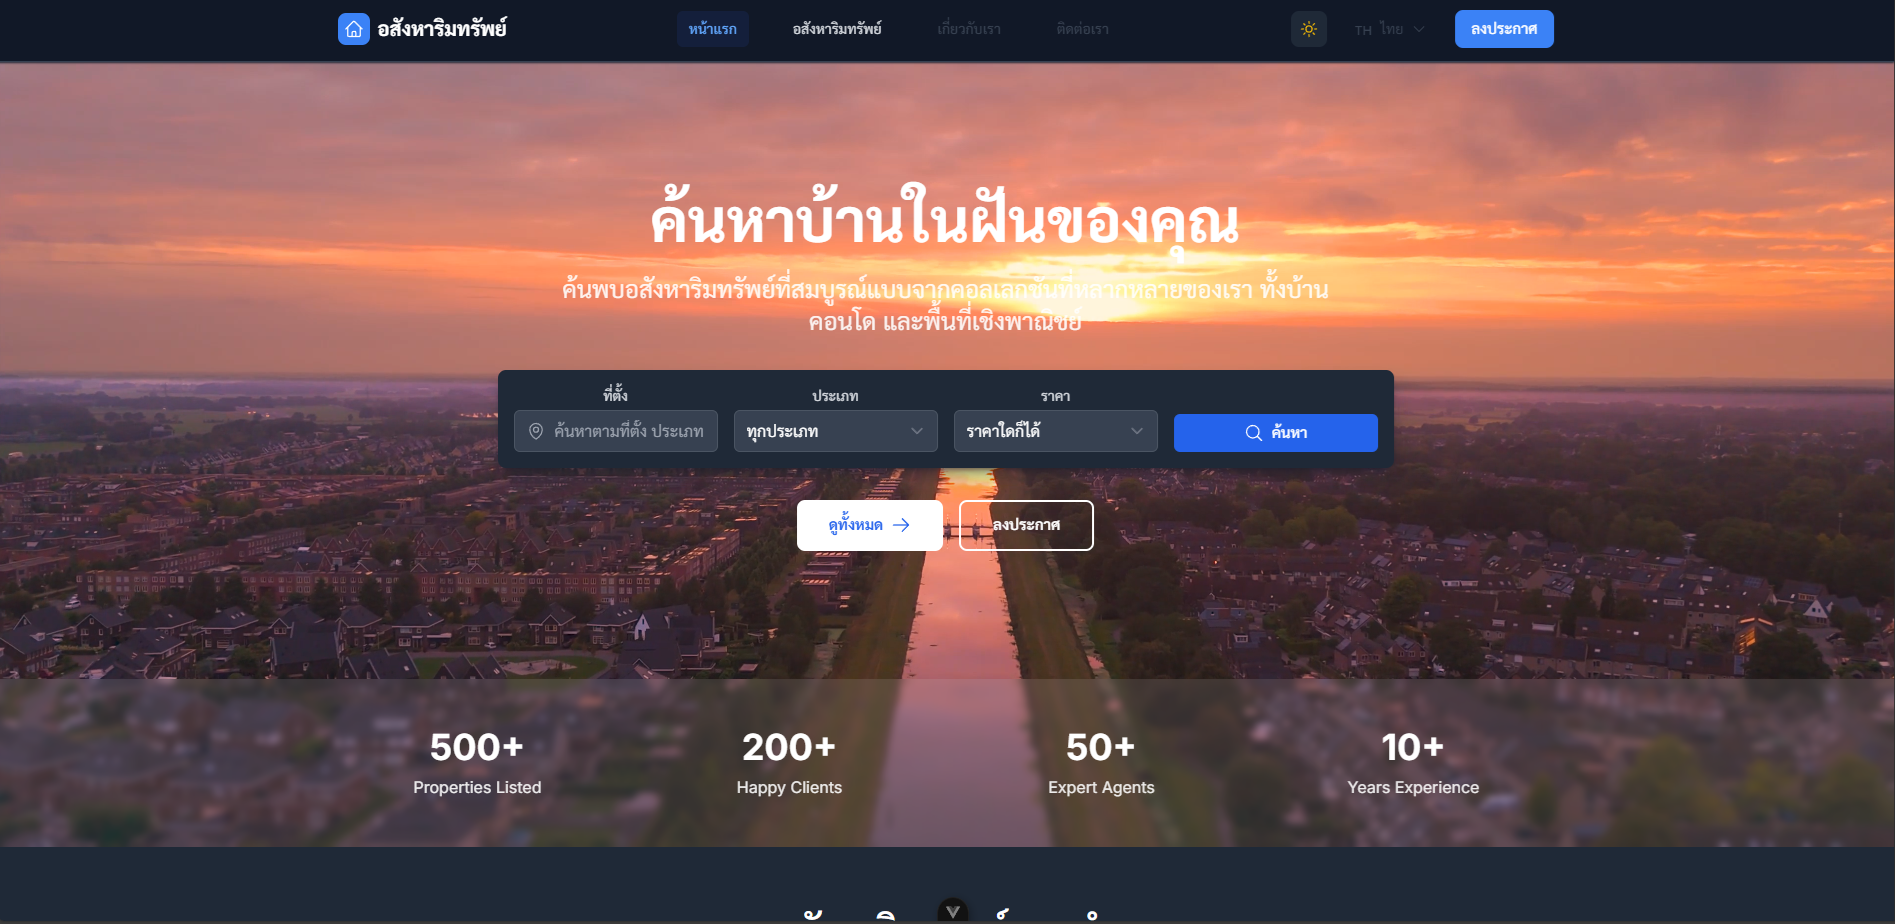 อสังหาริมทรัพย์
หน้าแรก
อสังหาริมทรัพย์
เกี่ยวกับเรา
ติดต่อเรา
TH ไทย
ลงประกาศ
ค้นหาบ้านในฝันของคุณ
ค้นพบอสังหาริมทรัพย์ที่สมบูรณ์แบบจากคอลเลกชันที่หลากหลายของเรา ทั้งบ้าน
คอนโด และพื้นที่เชิงพาณิชย์
ที่ตั้ง
ประเภท
ราคา
ค้นหาตามที่ตั้ง ประเภท
ทุกประเภท
ราคาใดก็ได้
ค้นหา
ดูทั้งหมด
ลงประกาศ
500+
200+
50+
10+
Properties Listed
Happy Clients
Expert Agents
Years Experience